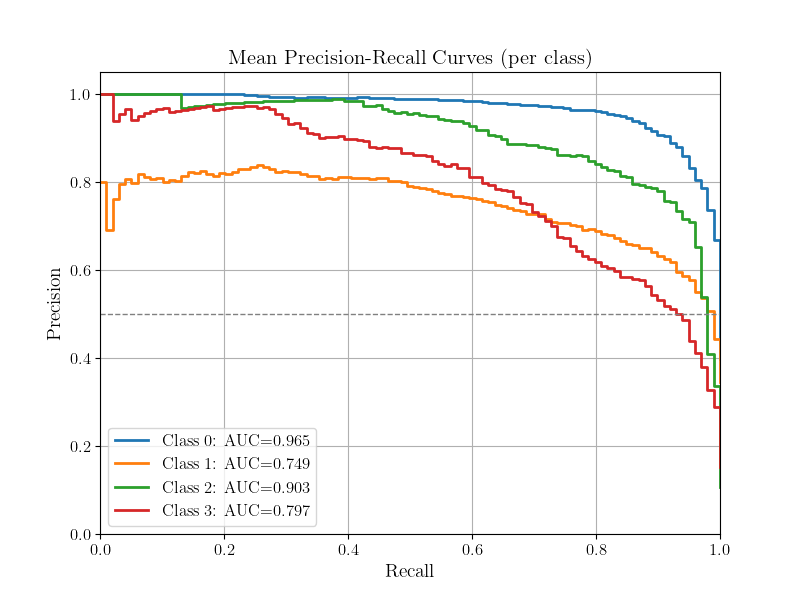 Mean Precision-Recall Curves (per class)
1.0
0.8
0.6
0.4
0.2
0.0
Precision
Class 0: AUC=0.965
Class 1: AUC=0.749
Class 2: AUC=0.903
Class 3: AUC=0.797
0.0 0.2 0.4 0.6 0.8 1.0
Recall